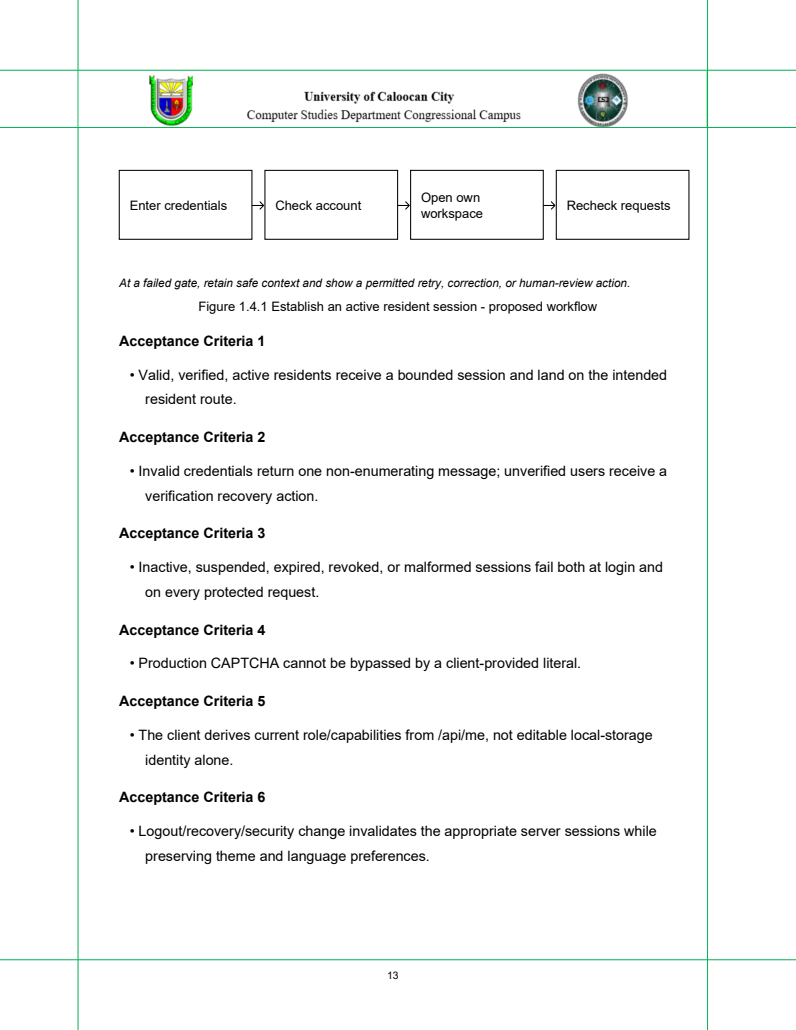 University of Caloocan City
Computer Studies Department Congressional Campus
Enter credentials
Check account
Open own
workspace
Recheck requests
At a failed gate, retain safe context and show a permitted retry, correction, or human-review action.
Figure 1.4.1 Establish an active resident session - proposed workflow
Acceptance Criteria 1
• Valid, verified, active residents receive a bounded session and land on the intended
resident route.
Acceptance Criteria 2
• Invalid credentials return one non-enumerating message; unverified users receive a
verification recovery action.
Acceptance Criteria 3
• Inactive, suspended, expired, revoked, or malformed sessions fail both at login and
on every protected request.
Acceptance Criteria 4
• Production CAPTCHA cannot be bypassed by a client-provided literal.
Acceptance Criteria 5
• The client derives current role/capabilities from /api/me, not editable local-storage
identity alone.
Acceptance Criteria 6
• Logout/recovery/security change invalidates the appropriate server sessions while
preserving theme and language preferences.
13